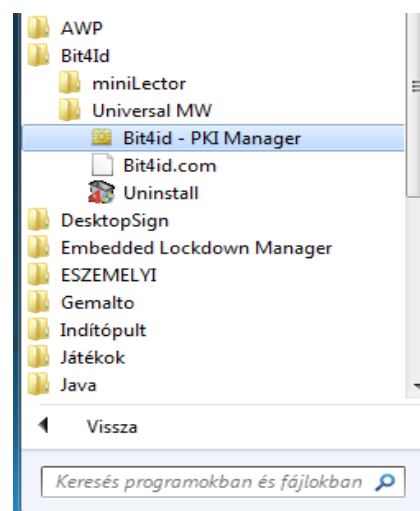 AWP
Bit4Id
miniLector
Universal MW
Bit4id - PKI Manager
Bit4id.com
Uninstall
DesktopSign
Embedded Lockdown Manager
ESZEMELYI
Gemalto
Indítópult
Játékok
Java
Vissza
Keresés programokban és fájlokban